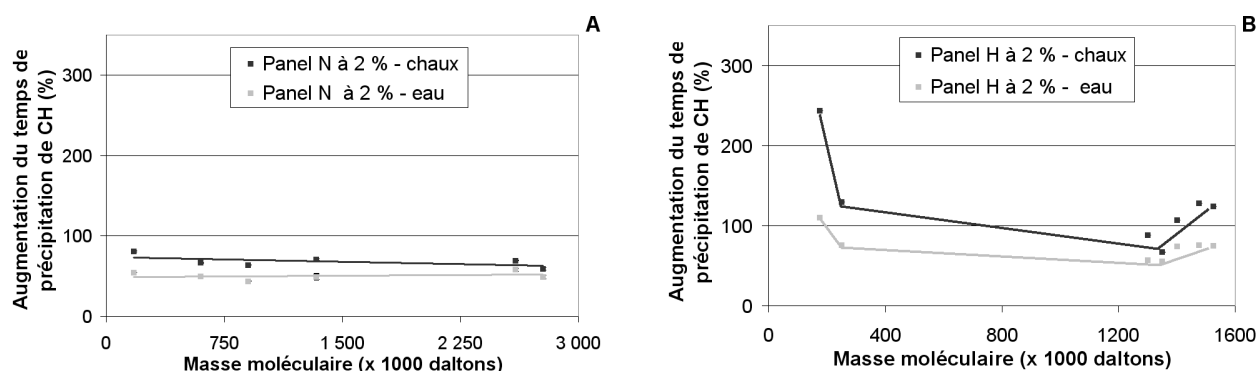 A
Augmentation du temps de
précipitation de CH (%)
300
200
100
0
Panel N à 2 % - chaux
Panel N à 2 % - eau
0 750 1 500 2 250 3 000
Masse moléculaire (x 1000 daltons)
B
Augmentation du temps de
précipitation de CH (%)
300
200
100
0
Panel H à 2 % - chaux
Panel H à 2 % - eau
0 400 800 1200 1600
Masse moléculaire (x 1000 daltons)